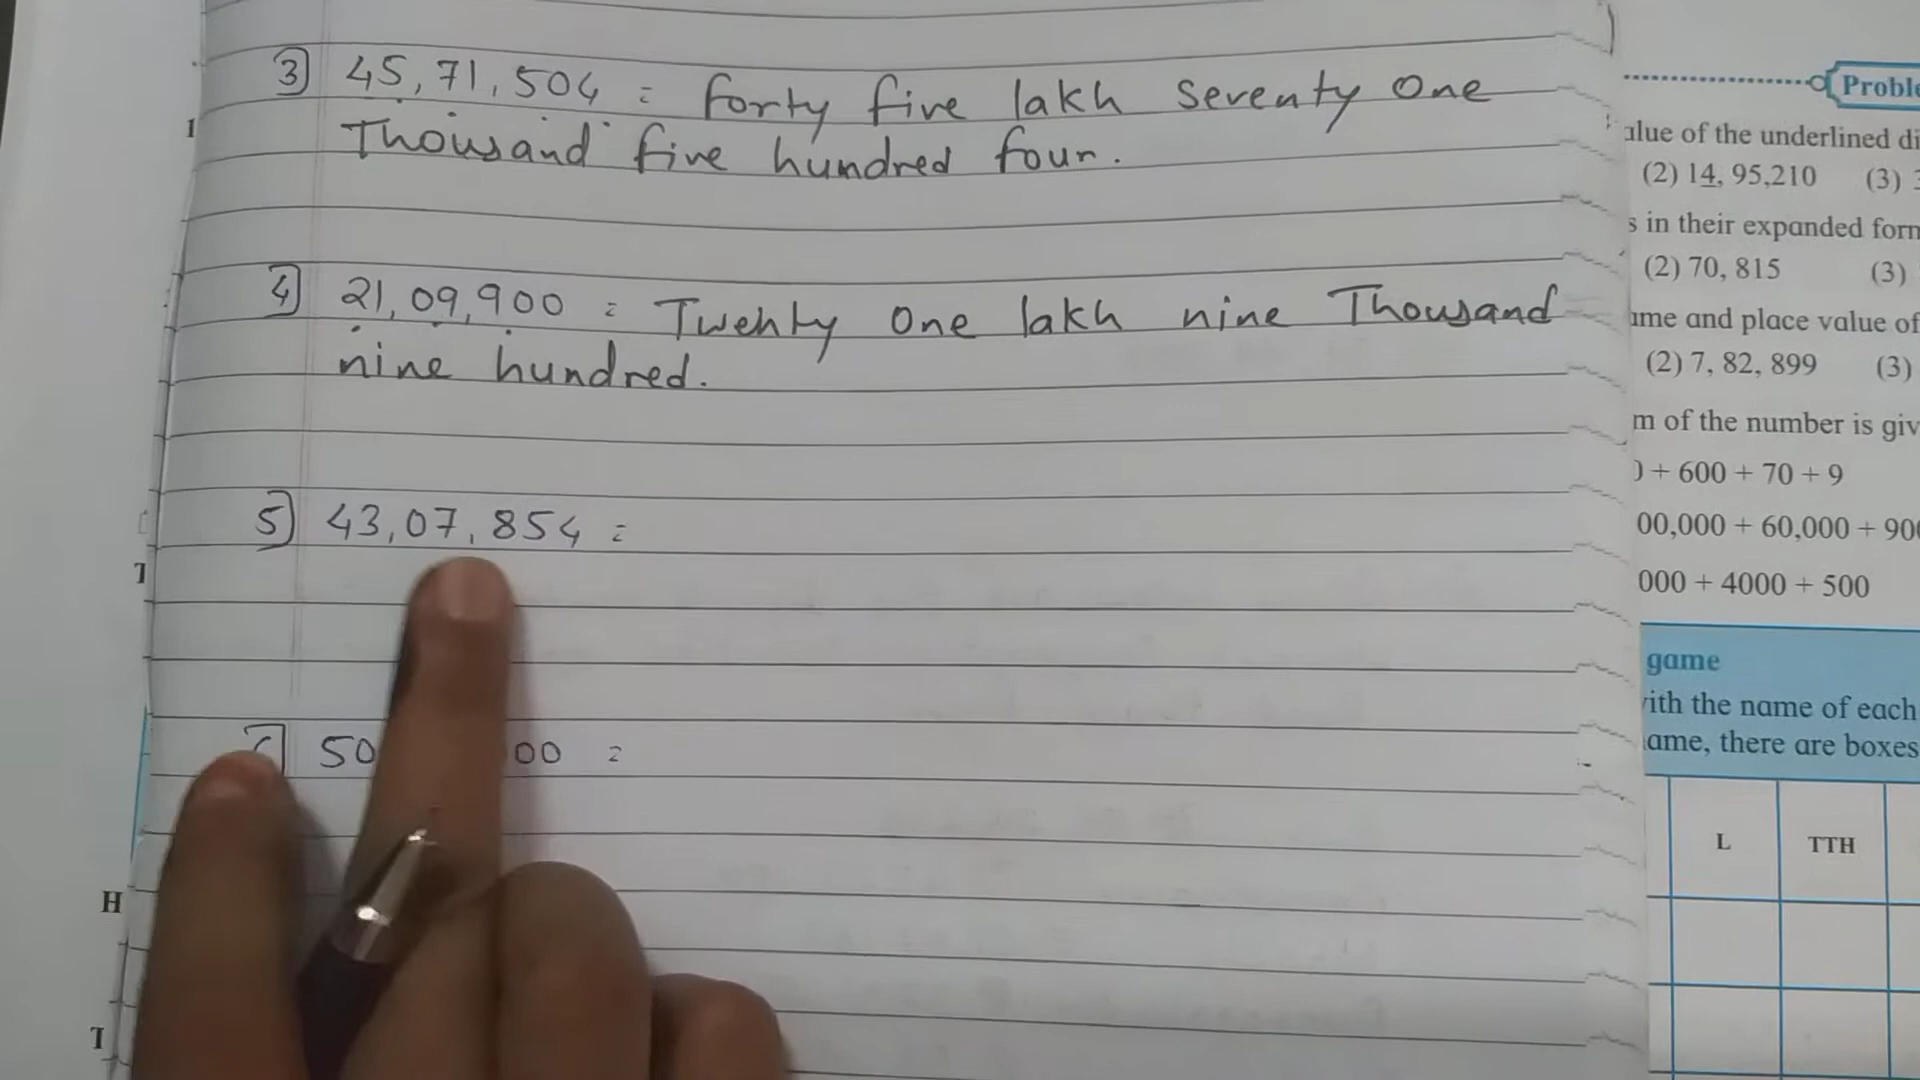 3) 45,71,504 = forty five lakh seventy one
Thousand five hundred four.
4) 21,09,900 = Twenty One lakh nine Thousand
nine hundred.
5) 43,07,854 =
50 00 =
I
T
H
T
Proble
alue of the underlined di
(2) 14, 95,210 (3)
s in their expanded form
(2) 70, 815 (3)
ame and place value of
(2) 7, 82, 899 (3)
m of the number is giv
0 + 600 + 70 + 9
00,000 + 60,000 + 900
000 + 4000 + 500
game
with the name of each
ame, there are boxes
L TTH